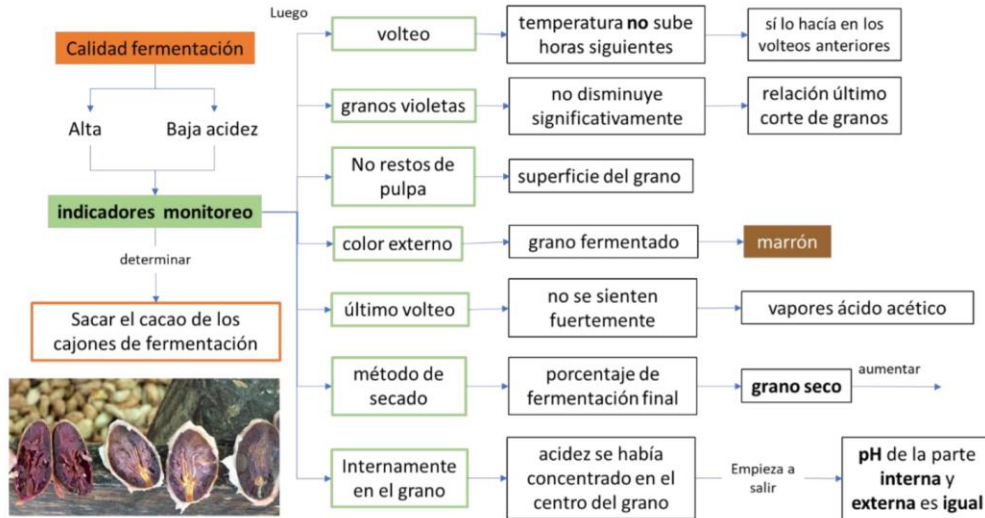 Calidad fermentación
Alta
Baja acidez
indicadores monitoreo
determinar
Sacar el cacao de los
cajones de fermentación
Luego
volteo
temperatura no sube
horas siguientes
sí lo hacía en los
volteos anteriores
granos violetas
no disminuye
significativamente
relación último
corte de granos
No restos de
pulpa
superficie del grano
color externo
grano fermentado
marrón
último volteo
no se sienten
fuertemente
vapores ácido acético
método de
secado
porcentaje de
fermentación final
grano seco
aumentar
Internamente
en el grano
acidez se había
concentrado en el
centro del grano
Empieza a
salir
pH de la parte
interna y
externa es igual